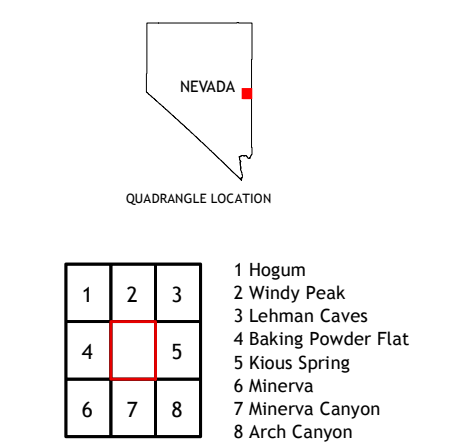 NEVADA
QUADRANGLE LOCATION
1 2 3
4 5
6 7 8
1 Hogum
2 Windy Peak
3 Lehman Caves
4 Baking Powder Flat
5 Kious Spring
6 Minerva
7 Minerva Canyon
8 Arch Canyon